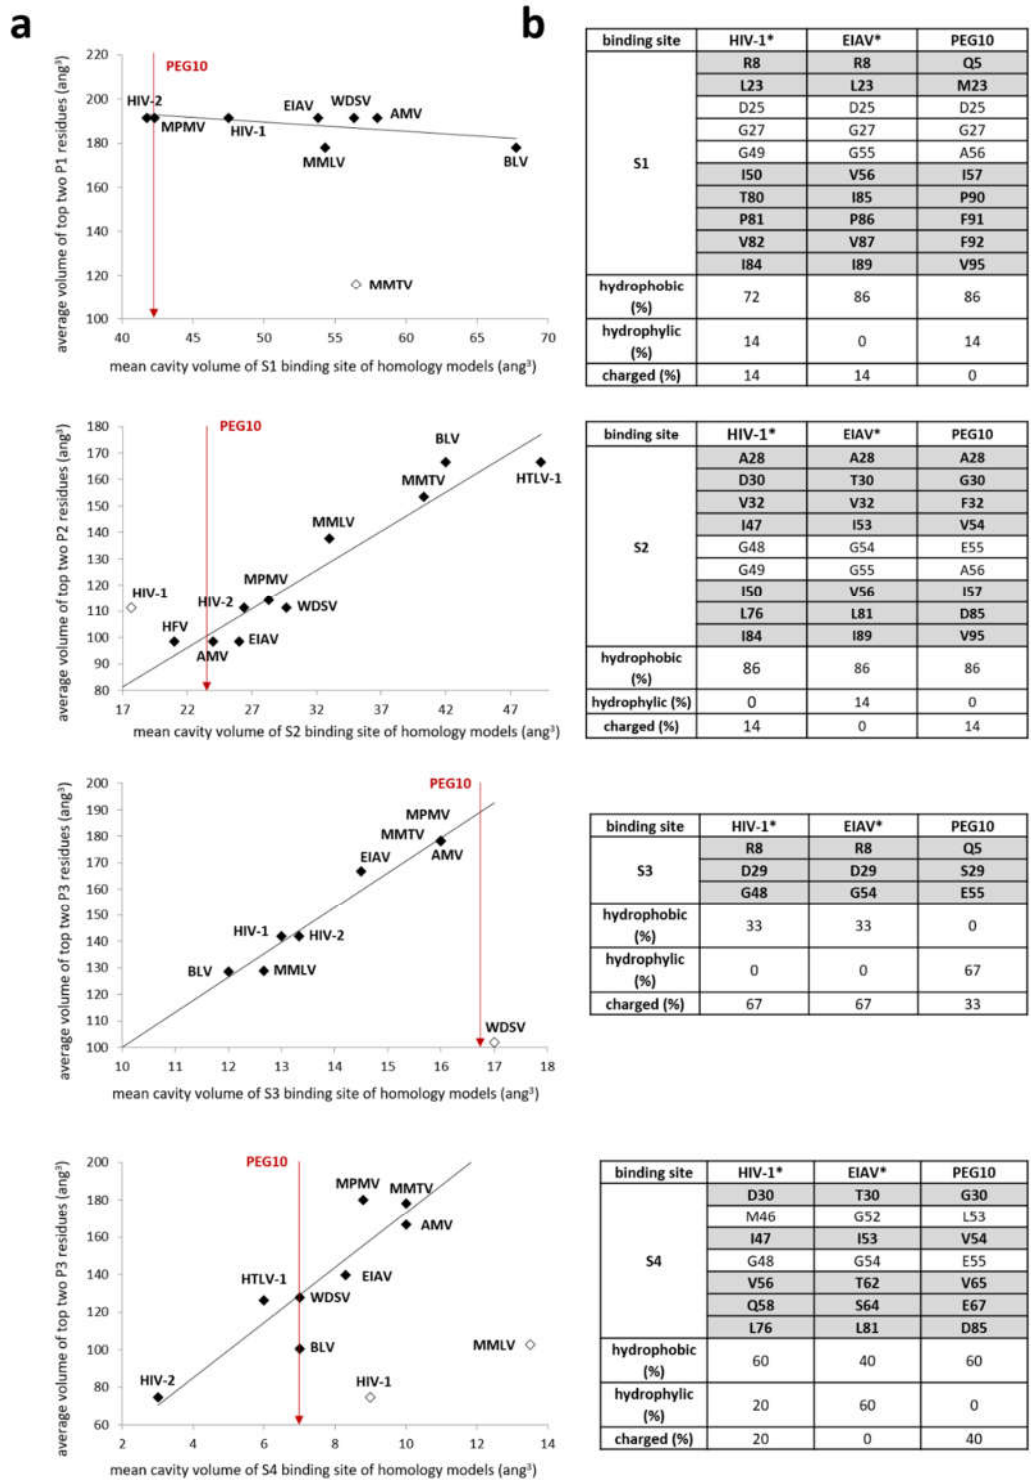 a
220
200
180
160
140
120
100
40
45
50
55
60
65
70
average volume of top two P1 residues (ang³)
mean cavity volume of S1 binding site of homology models (ang³)
PEG10
HIV-2
MPMV
HIV-1
EIAV
WDSV
AMV
MMLV
BLV
MMTV
180
170
160
150
140
130
120
110
100
90
80
17
22
27
32
37
42
47
average volume of top two P2 residues (ang³)
mean cavity volume of S2 binding site of homology models (ang³)
PEG10
BLV
HTLV-1
MMTV
MMLV
MPMV
HIV-1
HIV-2
WDSV
HFV
AMV
EIAV
200
190
180
170
160
150
140
130
120
110
100
10
11
12
13
14
15
16
17
18
average volume of top two P3 residues (ang³)
mean cavity volume of S3 binding site of homology models (ang³)
PEG10
MPMV
MMTV
AMV
EIAV
HIV-1
HIV-2
BLV
MMLV
WDSV
200
180
160
140
120
100
80
60
2
4
6
8
10
12
14
average volume of top two P3 residues (ang³)
mean cavity volume of S4 binding site of homology models (ang³)
PEG10
MPMV
MMTV
AMV
EIAV
HTLV-1
WDSV
BLV
MMLV
HIV-2
HIV-1
b
binding site HIV-1* EIAV* PEG10
S1
R8 R8 Q5
L23 L23 M23
D25 D25 D25
G27 G27 G27
G49 G55 A56
I50 V56 I57
T80 I85 P90
P81 P86 F91
V82 V87 F92
I84 I89 V95
hydrophobic
(%) 72 86 86
hydrophylic
(%) 14 0 14
charged (%) 14 14 0
binding site HIV-1* EIAV* PEG10
S2
A28 A28 A28
D30 T30 G30
V32 V32 F32
I47 I53 V54
G48 G54 E55
G49 G55 A56
I50 V56 I57
L76 L81 D85
I84 I89 V95
hydrophobic
(%) 86 86 86
hydrophylic (%) 0 14 0
charged (%) 14 0 14
binding site HIV-1* EIAV* PEG10
S3
R8 R8 Q5
D29 D29 S29
G48 G54 E55
hydrophobic
(%) 33 33 0
hydrophylic
(%) 0 0 67
charged (%) 67 67 33
binding site HIV-1* EIAV* PEG10
S4
D30 T30 G30
M46 G52 L53
I47 I53 V54
G48 G54 E55
V56 T62 V65
Q58 S64 E67
L76 L81 D85
hydrophobic
(%) 60 40 60
hydrophylic
(%) 20 60 0
charged (%) 20 0 40